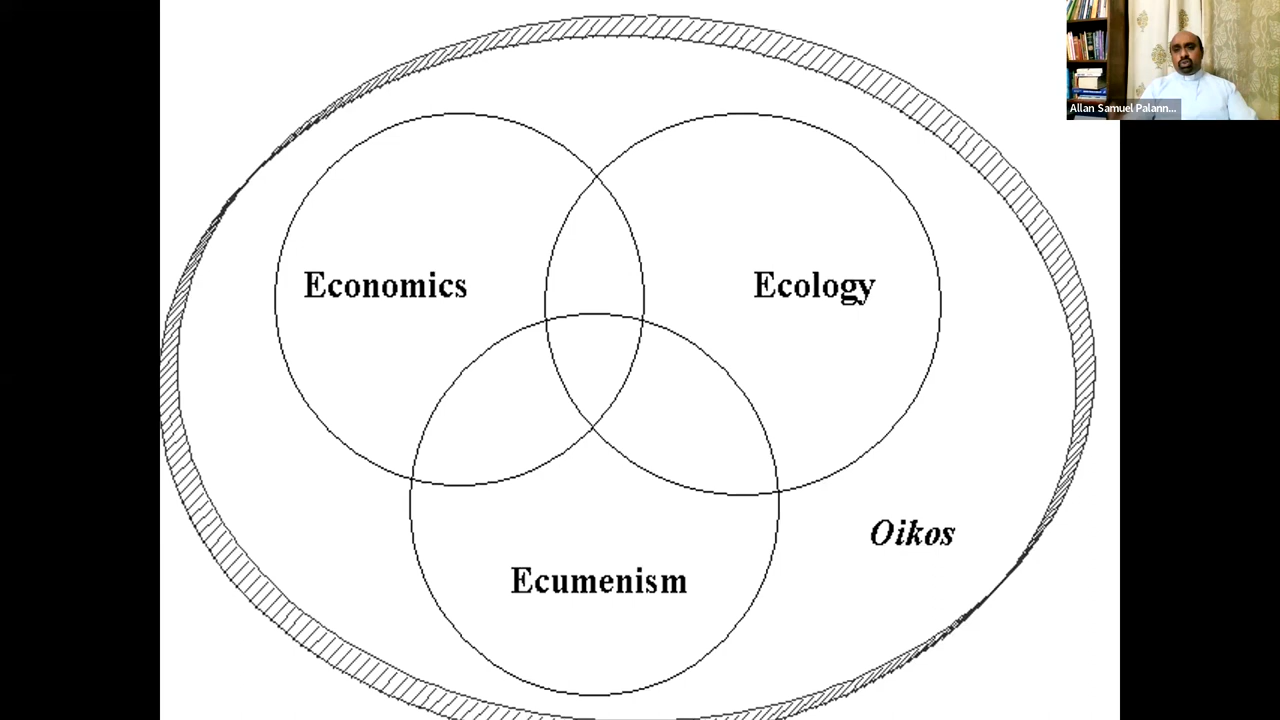 Allan Samuel Palann...
Economics
Ecology
Oikos
Ecumenism